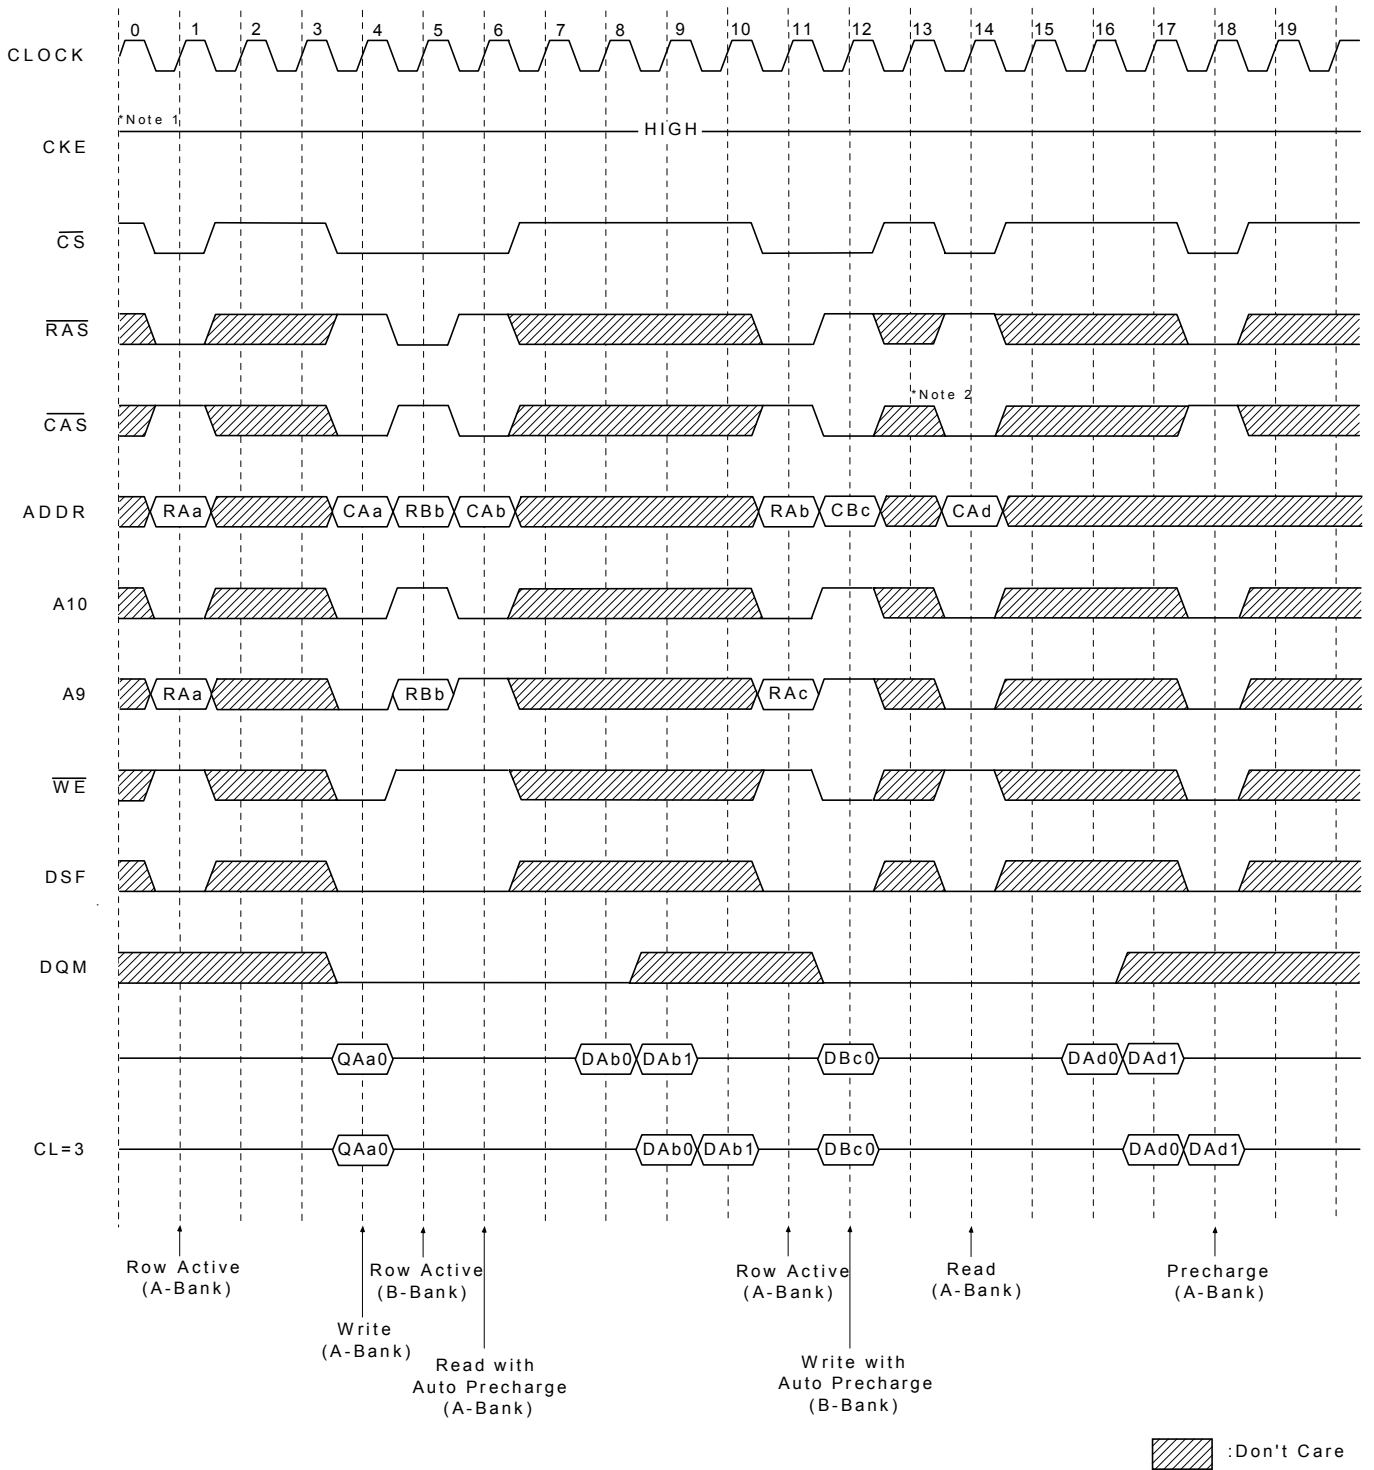 0 1 2 3 4 5 6 7 8 9 10 11 12 13 14 15 16 17 18 19
CLOCK
*Note 1
HIGH
CKE
CS
RAS
*Note 2
CAS
ADDR RAa CAa RBb CAb RAb CBc CAd
A10
A9 RAa RBb RAc
WE
DSF
DQM
QAa0 DAb0 DAb1 DBc0 DAd0 DAd1
CL=3 QAa0 DAb0 DAb1 DBc0 DAd0 DAd1
Row Active
(A-Bank)
Write
(A-Bank)
Row Active
(B-Bank)
Read with
Auto Precharge
(A-Bank)
Row Active
(A-Bank)
Write with
Auto Precharge
(B-Bank)
Read
(A-Bank)
Precharge
(A-Bank)
:Don't Care